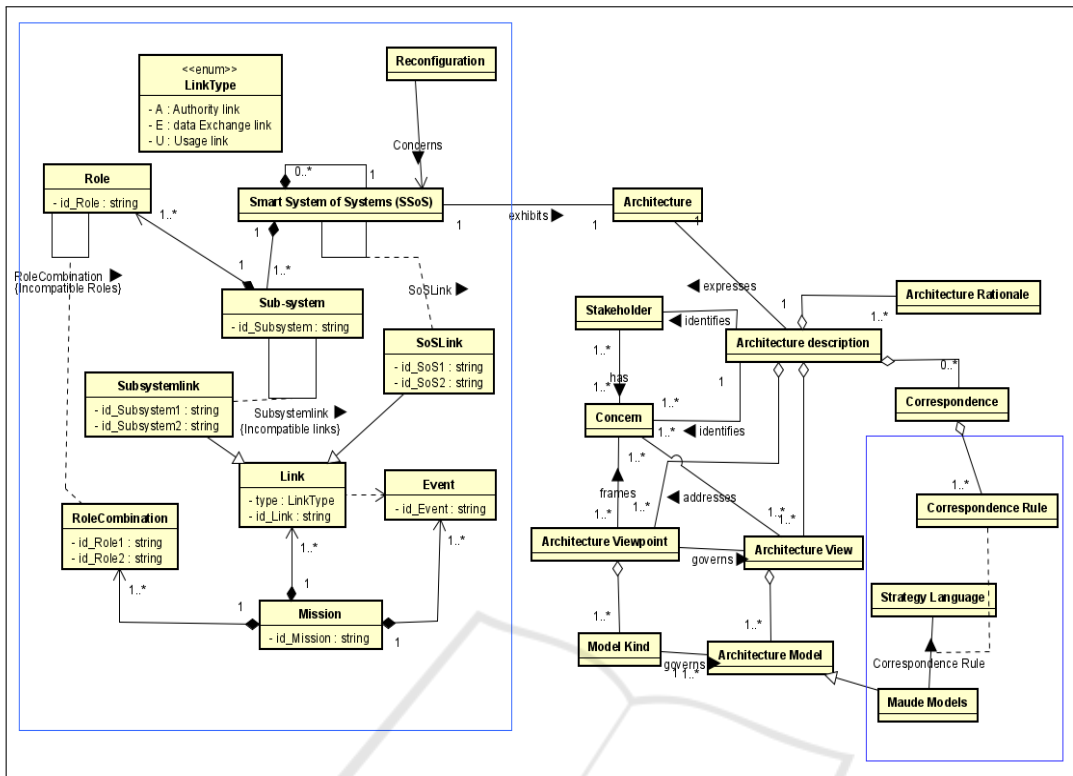 <<enum>>
LinkType
- A : Authority link
- E : data Exchange link
- U : Usage link
Reconfiguration
Concerns
Role
- id_Role : string
0..*
1
Smart System of Systems (SSoS)
1..*
1
1
exhibits
1
Architecture
1
1
1..*
RoleCombination
{Incompatible Roles}
SoSLink
Sub-system
- id_Subsystem : string
SoSLink
- id_SoS1 : string
- id_SoS2 : string
Subsystemlink
- id_Subsystem1 : string
- id_Subsystem2 : string
Subsystemlink
{Incompatible links}
Link
- type : LinkType
- id_Link : string
Event
- id_Event : string
RoleCombination
- id_Role1 : string
- id_Role2 : string
1..*
1..*
1..*
1
1
1
Mission
- id_Mission : string
expresses
Stakeholder
identifies
1
1..*
Architecture Rationale
Architecture description
1..*
1
0..*
has
1..*
1..*
Concern
1..*
identifies
Correspondence
1..*
frames
addresses
1..*
1..*
1..*
1..*
1..*
1..*
Correspondence Rule
Architecture Viewpoint
governs
Architecture View
Strategy Language
1..*
1..*
Model Kind
governs
1
1..*
Architecture Model
Correspondence Rule
Maude Models